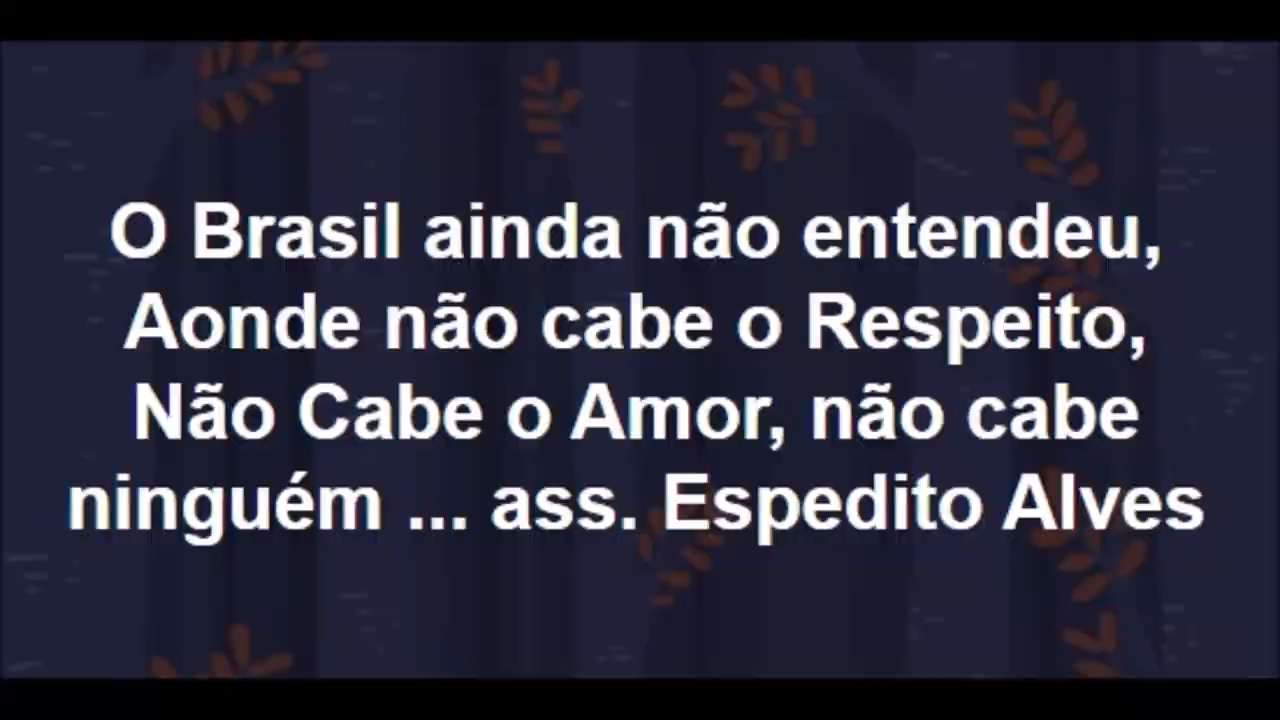 O Brasil ainda não entendeu,
Aonde não cabe o Respeito,
Não Cabe o Amor, não cabe
ninguém ... ass. Espedito Alves